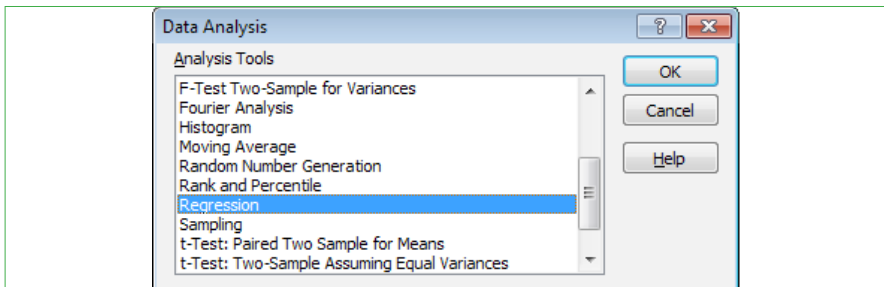 Data Analysis
?
Analysis Tools
F-Test Two-Sample for Variances
Fourier Analysis
Histogram
Moving Average
Random Number Generation
Rank and Percentile
Regression
Sampling
t-Test: Paired Two Sample for Means
t-Test: Two-Sample Assuming Equal Variances
OK
Cancel
Help